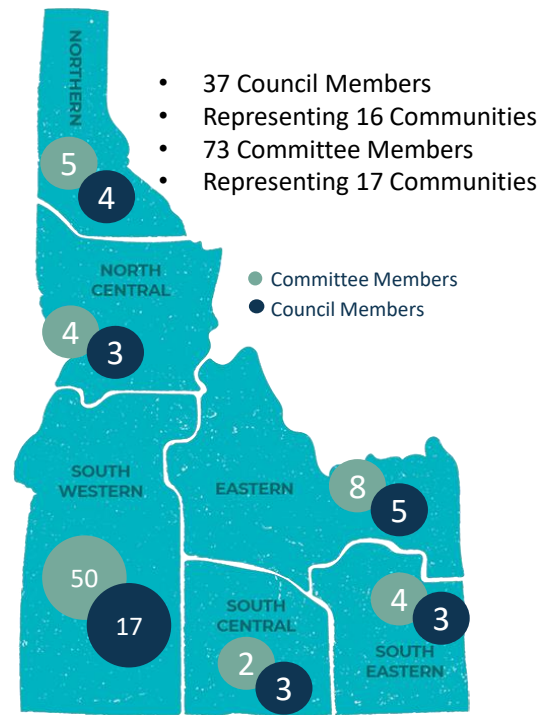 • 37 Council Members
• Representing 16 Communities
• 73 Committee Members
• Representing 17 Communities
NORTHERN
5
4
NORTH
CENTRAL
Committee Members
Council Members
4
3
SOUTH
WESTERN
EASTERN
8
5
50
17
SOUTH
CENTRAL
2
3
4
3
SOUTH
EASTERN